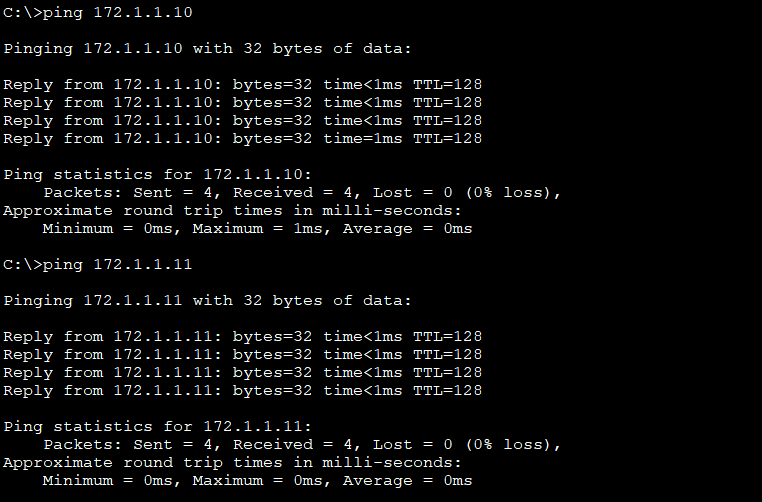 C:\>ping 172.1.1.10
Pinging 172.1.1.10 with 32 bytes of data:
Reply from 172.1.1.10: bytes=32 time<1ms TTL=128
Reply from 172.1.1.10: bytes=32 time<1ms TTL=128
Reply from 172.1.1.10: bytes=32 time<1ms TTL=128
Reply from 172.1.1.10: bytes=32 time=1ms TTL=128
Ping statistics for 172.1.1.10:
    Packets: Sent = 4, Received = 4, Lost = 0 (0% loss),
Approximate round trip times in milli-seconds:
    Minimum = 0ms, Maximum = 1ms, Average = 0ms
C:\>ping 172.1.1.11
Pinging 172.1.1.11 with 32 bytes of data:
Reply from 172.1.1.11: bytes=32 time<1ms TTL=128
Reply from 172.1.1.11: bytes=32 time<1ms TTL=128
Reply from 172.1.1.11: bytes=32 time<1ms TTL=128
Reply from 172.1.1.11: bytes=32 time<1ms TTL=128
Ping statistics for 172.1.1.11:
    Packets: Sent = 4, Received = 4, Lost = 0 (0% loss),
Approximate round trip times in milli-seconds:
    Minimum = 0ms, Maximum = 0ms, Average = 0ms